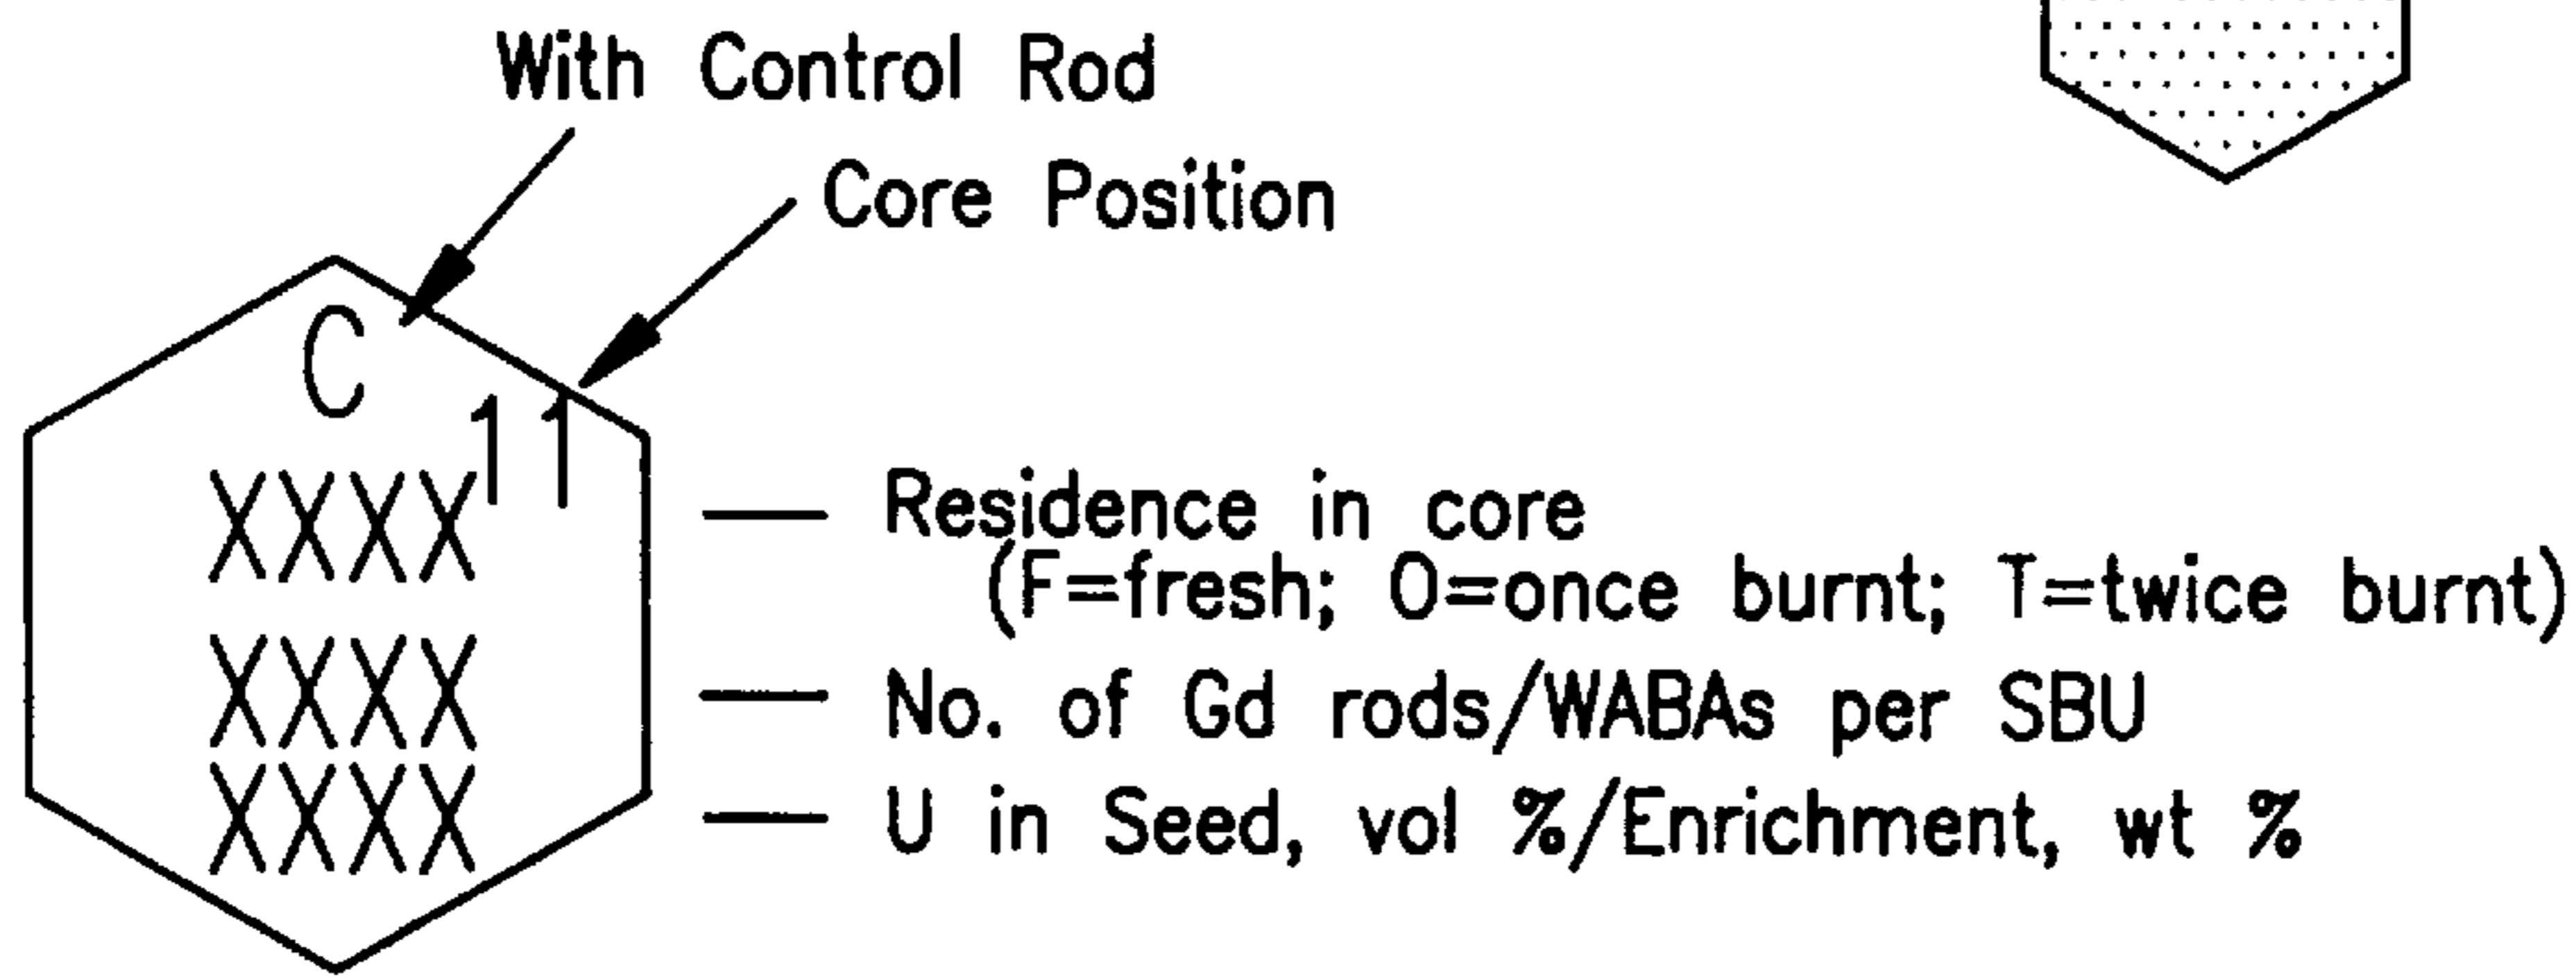 With Control Rod
Core Position
C
11
XXXX
Residence in core
(F=fresh; O=once burnt; T=twice burnt)
XXXX
No. of Gd rods/WABAs per SBU
XXXX
U in Seed, vol %/Enrichment, wt %